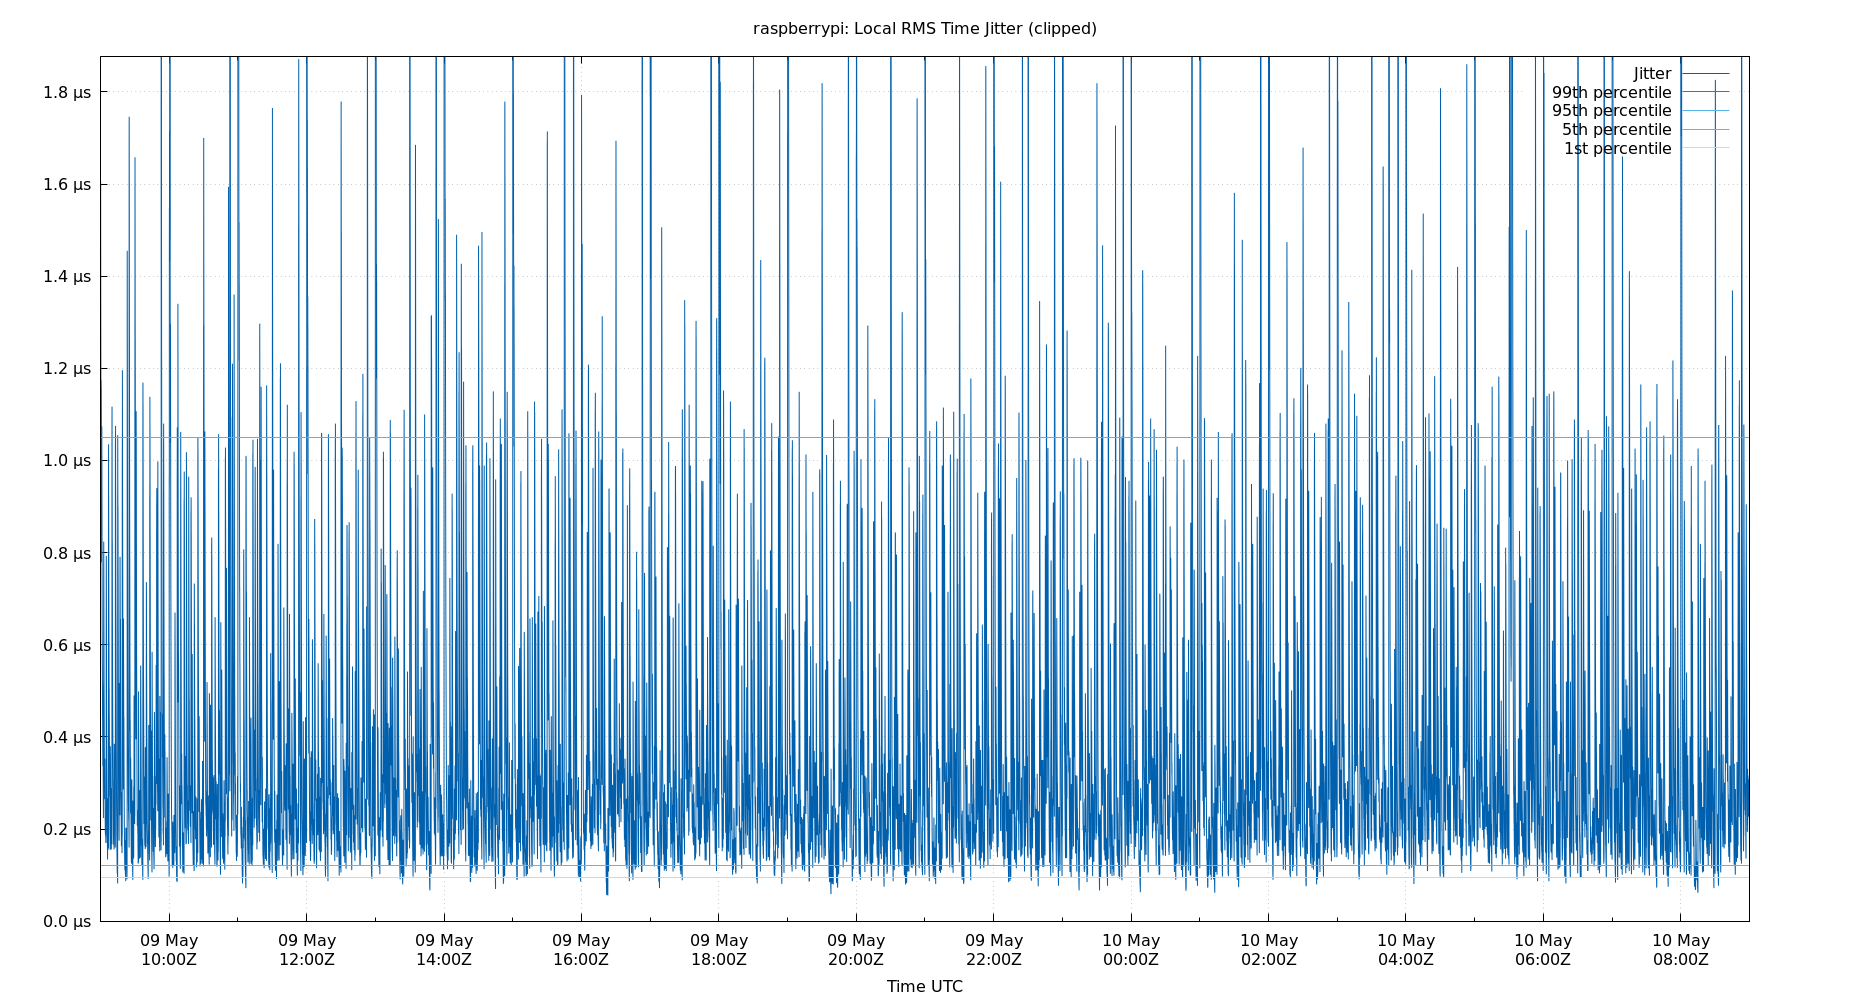 raspberrypi: Local RMS Time Jitter (clipped)
Jitter
99th percentile
95th percentile
5th percentile
1st percentile
1.8 µs
1.6 µs
1.4 µs
1.2 µs
1.0 µs
0.8 µs
0.6 µs
0.4 µs
0.2 µs
0.0 µs
09 May 09 May 09 May 09 May 09 May 09 May 09 May 10 May 10 May 10 May 10 May 10 May
10:00Z 12:00Z 14:00Z 16:00Z 18:00Z 20:00Z 22:00Z 00:00Z 02:00Z 04:00Z 06:00Z 08:00Z
Time UTC